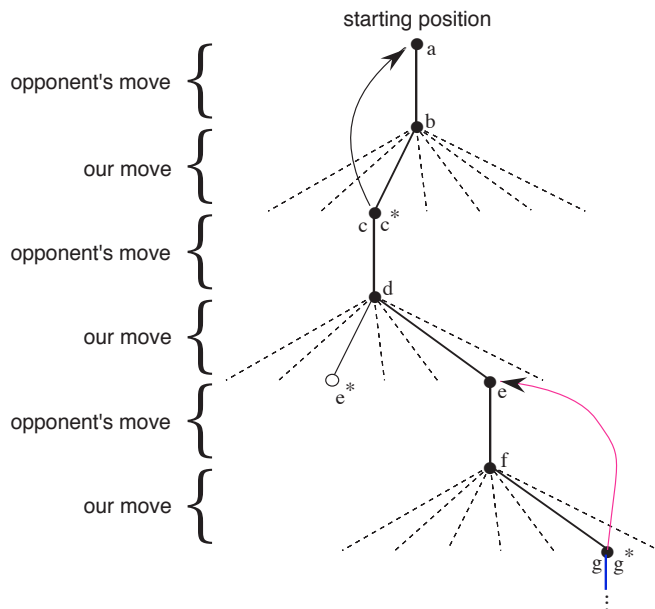 starting position
a
opponent's move
b
our move
c c*
opponent's move
d
our move
e*
e
opponent's move
f
our move
g g*
⋮